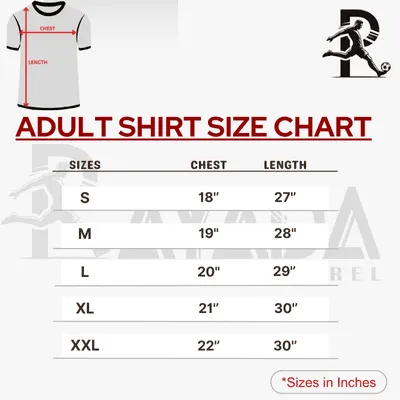 CHEST
LENGTH
P
ADULT SHIRT SIZE CHART
SIZES CHEST LENGTH
S 18'' 27''
M 19" 28"
L 20" 29''
XL 21'' 30''
XXL 22'' 30''
*Sizes in Inches